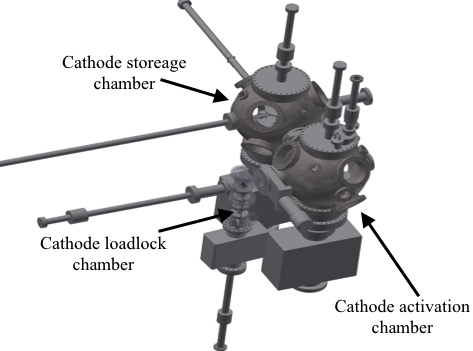 Cathode storeage
chamber
Cathode loadlock
chamber
Cathode activation
chamber